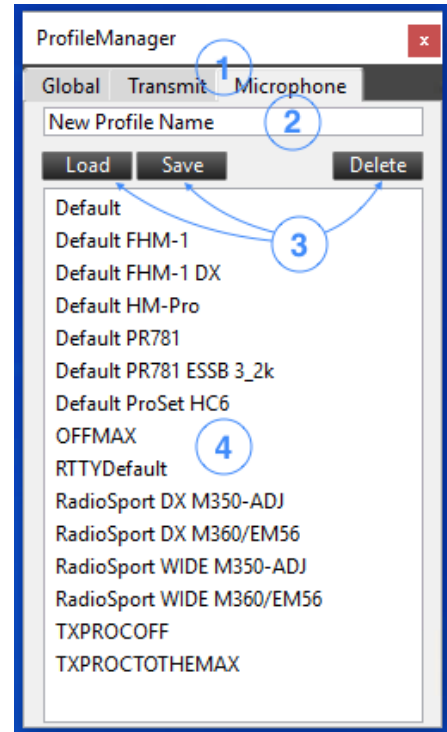 ProfileManager x
1
Global Transmit Microphone
New Profile Name 2
Load Save Delete
3
Default
Default FHM-1
Default FHM-1 DX
Default HM-Pro
Default PR781
Default PR781 ESSB 3_2k
Default ProSet HC6
OFFMAX
4
RTTYDefault
RadioSport DX M350-ADJ
RadioSport DX M360/EM56
RadioSport WIDE M350-ADJ
RadioSport WIDE M360/EM56
TXPROCOFF
TXPROCTOTHEMAX